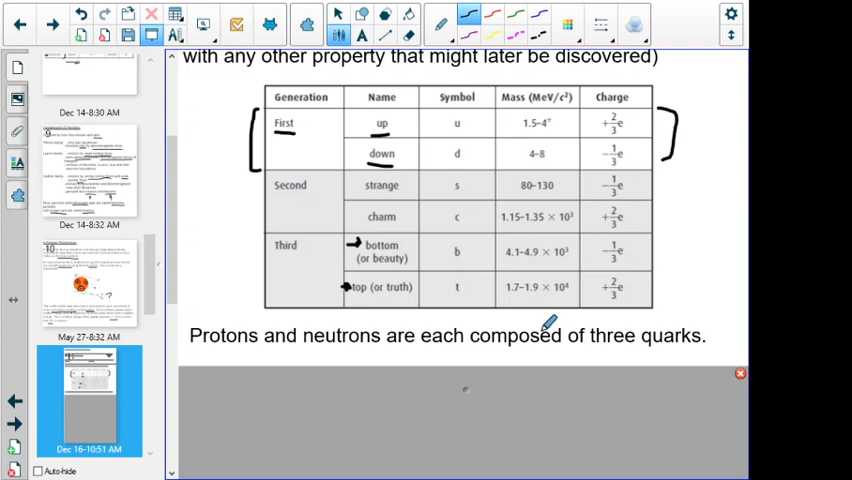 with any other property that might later be discovered)
Generation Name Symbol Mass (MeV/c²) Charge
First up u 1.5-4" +2/3e
down d 4-8 -1/3e
Second strange s 80-130 -1/3e
charm c 1.15-1.35 × 10³ +2/3e
Third bottom (or beauty) b 4.1-4.9 × 10³ -1/3e
top (or truth) t 1.7-1.9 × 10⁴ +2/3e
Protons and neutrons are each composed of three quarks.
Dec 14-8:30 AM
9
Dec 14-8:32 AM
10
May 27-8:32 AM
Dec 16-10:51 AM
Auto-hide